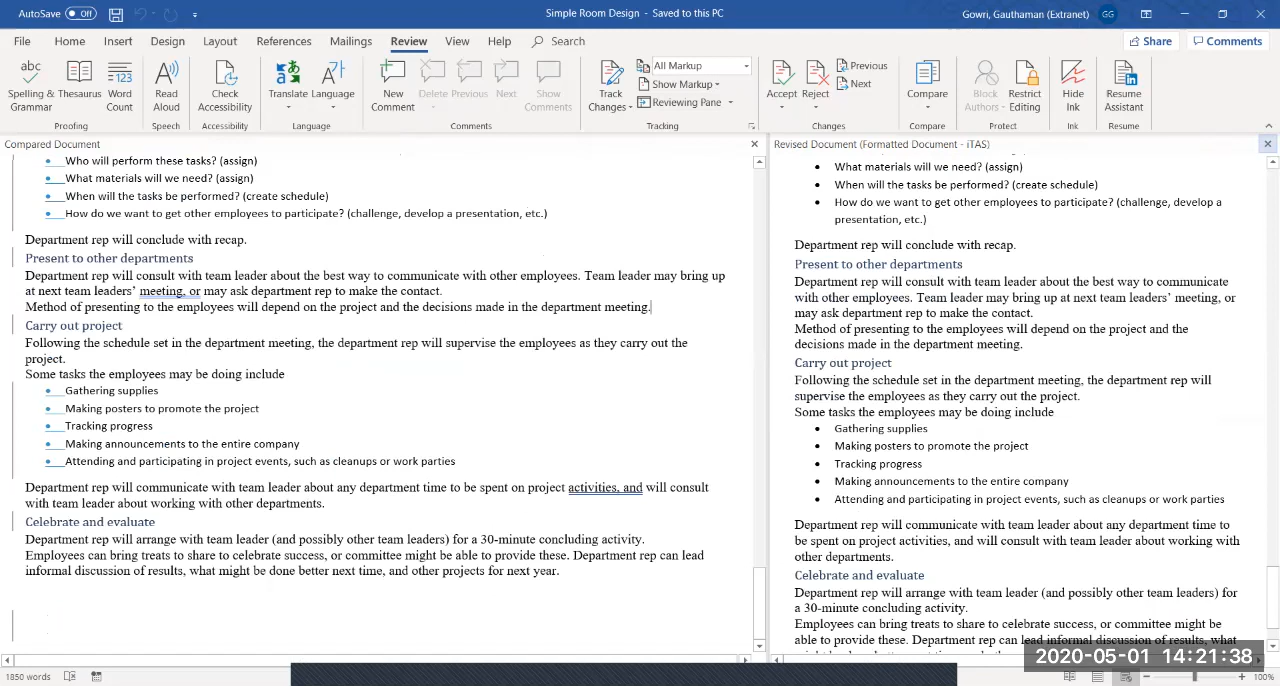 AutoSave Off
Simple Room Design - Saved to this PC
Gowri, Gauthaman (Extranet) GG
File Home Insert Design Layout References Mailings Review View Help Search
Share Comments
abc
Spelling & Grammar
Thesaurus
123
Word Count
Read Aloud
Check Accessibility
Translate
Language
New Comment
Delete
Previous
Next
Show Comments
Track Changes
All Markup
Show Markup
Reviewing Pane
Accept
Reject
Previous
Next
Compare
Block Authors
Restrict Editing
Hide Ink
Resume Assistant
Proofing Speech Accessibility Language Comments Tracking Changes Compare Protect Ink Resume
Compared Document
Who will perform these tasks? (assign)
What materials will we need? (assign)
When will the tasks be performed? (create schedule)
How do we want to get other employees to participate? (challenge, develop a presentation, etc.)
Department rep will conclude with recap.
Present to other departments
Department rep will consult with team leader about the best way to communicate with other employees. Team leader may bring up
at next team leaders’ meeting, or may ask department rep to make the contact.
Method of presenting to the employees will depend on the project and the decisions made in the department meeting.
Carry out project
Following the schedule set in the department meeting, the department rep will supervise the employees as they carry out the
project.
Some tasks the employees may be doing include
Gathering supplies
Making posters to promote the project
Tracking progress
Making announcements to the entire company
Attending and participating in project events, such as cleanups or work parties
Department rep will communicate with team leader about any department time to be spent on project activities, and will consult
with team leader about working with other departments.
Celebrate and evaluate
Department rep will arrange with team leader (and possibly other team leaders) for a 30-minute concluding activity.
Employees can bring treats to share to celebrate success, or committee might be able to provide these. Department rep can lead
informal discussion of results, what might be done better next time, and other projects for next year.
Revised Document (Formatted Document - iTAS)
What materials will we need? (assign)
When will the tasks be performed? (create schedule)
How do we want to get other employees to participate? (challenge, develop a
presentation, etc.)
Department rep will conclude with recap.
Present to other departments
Department rep will consult with team leader about the best way to communicate
with other employees. Team leader may bring up at next team leaders’ meeting, or
may ask department rep to make the contact.
Method of presenting to the employees will depend on the project and the
decisions made in the department meeting.
Carry out project
Following the schedule set in the department meeting, the department rep will
supervise the employees as they carry out the project.
Some tasks the employees may be doing include
Gathering supplies
Making posters to promote the project
Tracking progress
Making announcements to the entire company
Attending and participating in project events, such as cleanups or work parties
Department rep will communicate with team leader about any department time to
be spent on project activities, and will consult with team leader about working with
other departments.
Celebrate and evaluate
Department rep will arrange with team leader (and possibly other team leaders) for
a 30-minute concluding activity.
Employees can bring treats to share to celebrate success, or committee might be
able to provide these. Department rep can lead informal discussion of results, what
2020-05-01 14:21:38
1850 words
100%